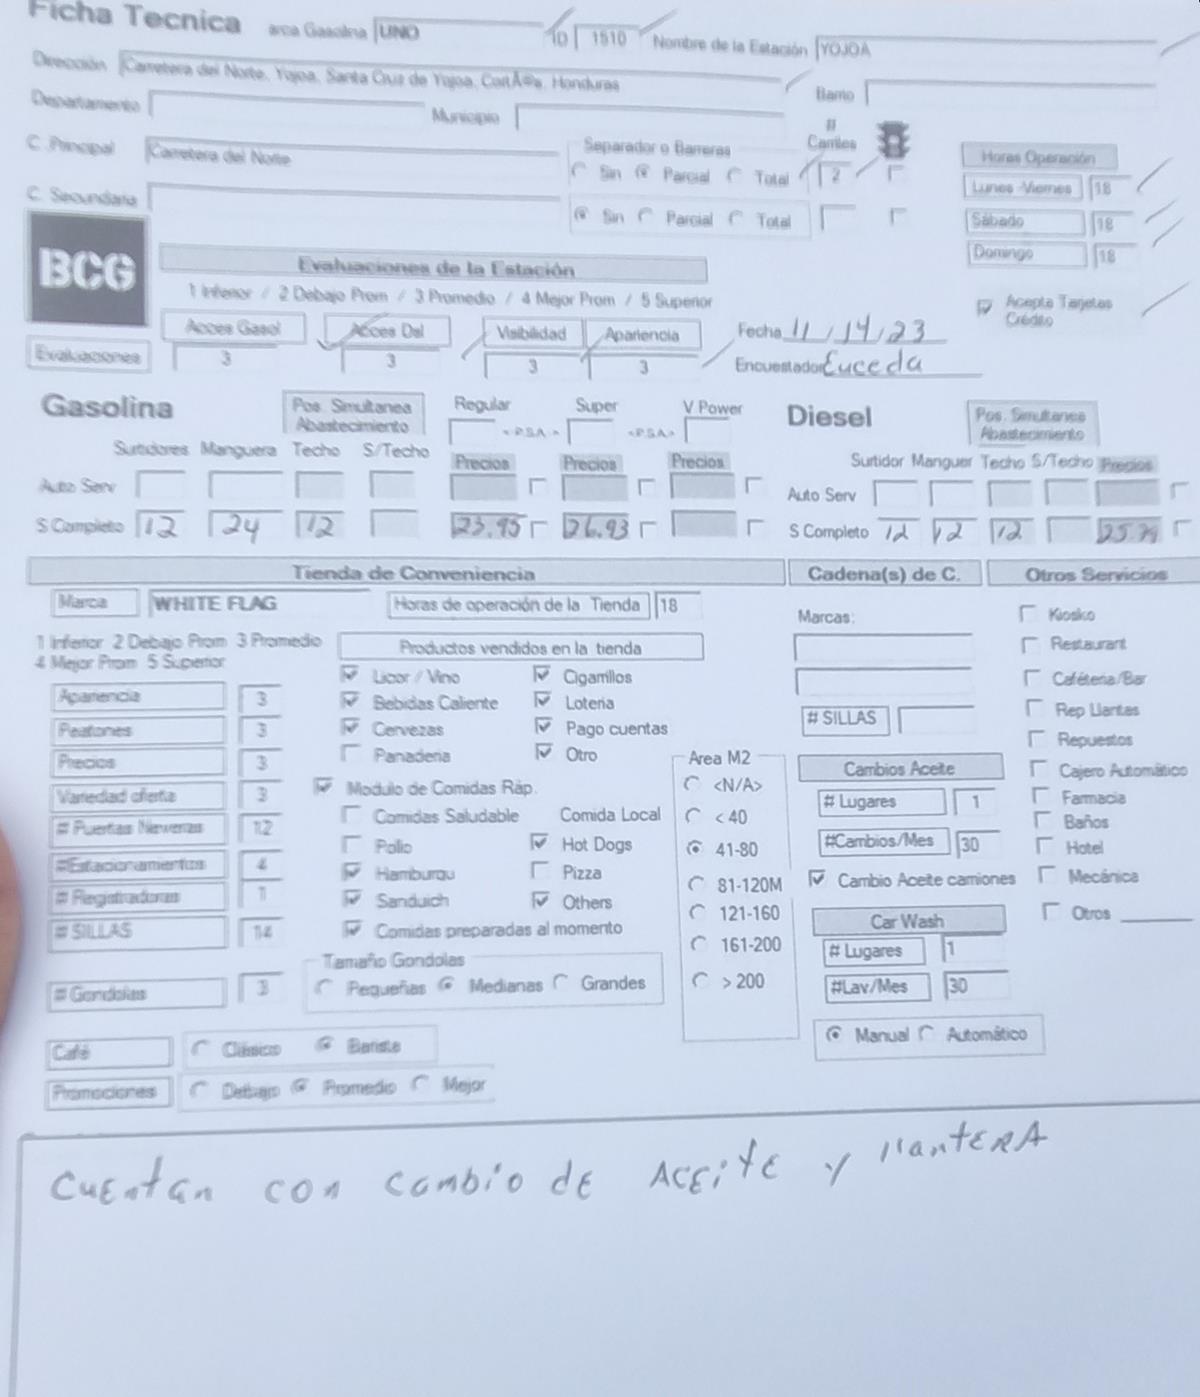 Ficha Tecnica arca Gasolina UNO ID 1510 Nombre de la Estación YOJOA
Dirección Carretera del Norte, Yojoa, Santa Cruz de Yojoa, CortÃ©s, Honduras Barrio
Departamento Municipio
C. Principal Carretera del Norte Separador o Barreras # Carriles
Sin Parcial Total 2
Horas Operación
Lunes -Viernes 18
C. Secundaria Sin Parcial Total
Sábado 18
Domingo 18
BCG
Evaluaciones de la Estación
1 Inferior / 2 Debajo Prom / 3 Promedio / 4 Mejor Prom / 5 Superior
Acepta Tarjetas Crédito
Acces Gasol Acces Dsl Visibilidad Apariencia Fecha 11/14/23
Evaluaciones 3 3 3 3 Encuestador Euceda
Gasolina Pos. Simultanea Abastecimiento Regular Super V Power
<-P.S.A.-> <-P.S.A.->
Diesel Pos. Simultanea Abastecimiento
Surtidores Manguera Techo S/Techo Precios Precios Precios
Surtidor Manguer Techo S/Techo Precios
Auto Serv
Auto Serv
S Completo 12 24 12 23.95 26.93
S Completo 12 12 12
Tienda de Conveniencia Cadena(s) de C. Otros Servicios
Marca WHITE FLAG Horas de operación de la Tienda 18
1 Inferior 2 Debajo Prom 3 Promedio
4 Mejor Prom 5 Superior
Apariencia 3
Peatones 3
Precios 3
Variedad oferta 3
# Puertas Neveras 12
#Estacionamientos 4
# Registradoras 1
# SILLAS 14
# Gondolas 3
Productos vendidos en la tienda
Licor / Vino Cigarrillos
Bebidas Caliente Loteria
Cervezas Pago cuentas
Panaderia Otro
Modulo de Comidas Ráp.
Comidas Saludable Comida Local
Pollo Hot Dogs
Hamburgu Pizza
Sanduich Others
Comidas preparadas al momento
Tamaño Gondolas
Pequeñas Medianas Grandes
Area M2
<N/A>
< 40
41-80
81-120M
121-160
161-200
> 200
Marcas:
# SILLAS
Cambios Aceite
# Lugares 1
#Cambios/Mes 30
Cambio Aceite camiones
Car Wash
# Lugares 1
#Lav/Mes 30
Manual Automático
Kiosko
Restaurant
Caféteria/Bar
Rep Llantas
Repuestos
Cajero Automático
Farmacia
Baños
Hotel
Mecánica
Otros
Café Clásico Barista
Promociones Debajo Promedio Mejor
cuentan con cambio de Aceite y llantera